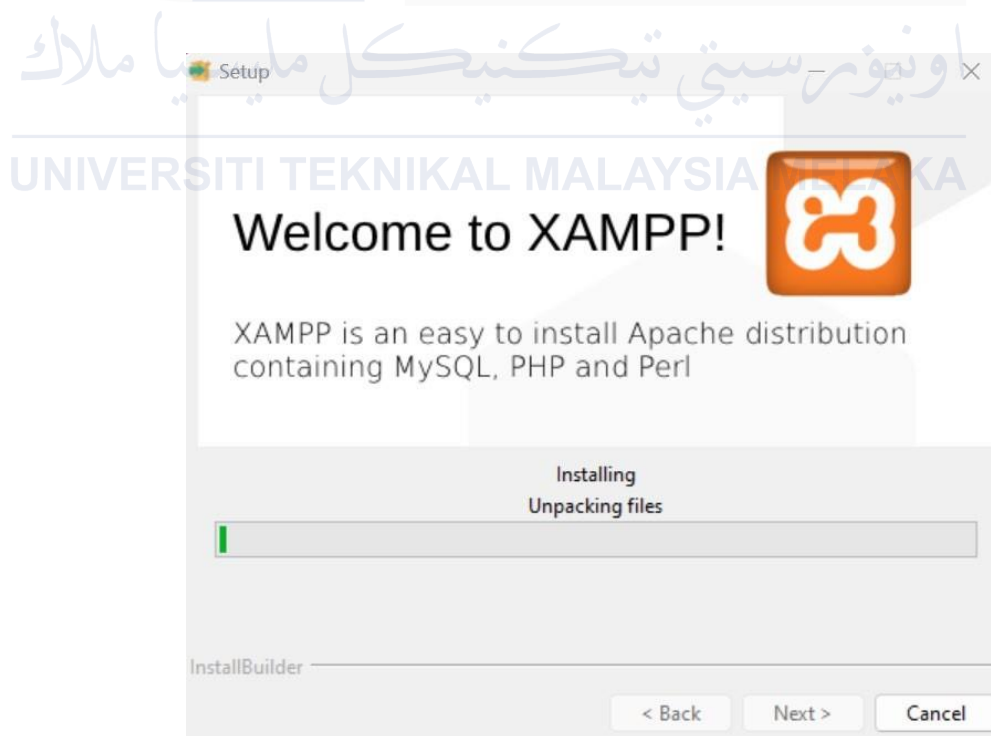 اونيۏرسيتي تيكنيكل مليسيا ملاك
Setup
UNIVERSITI TEKNIKAL MALAYSIA MELAKA
Welcome to XAMPP!
XAMPP is an easy to install Apache distribution
containing MySQL, PHP and Perl
Installing
Unpacking files
InstallBuilder
< Back
Next >
Cancel